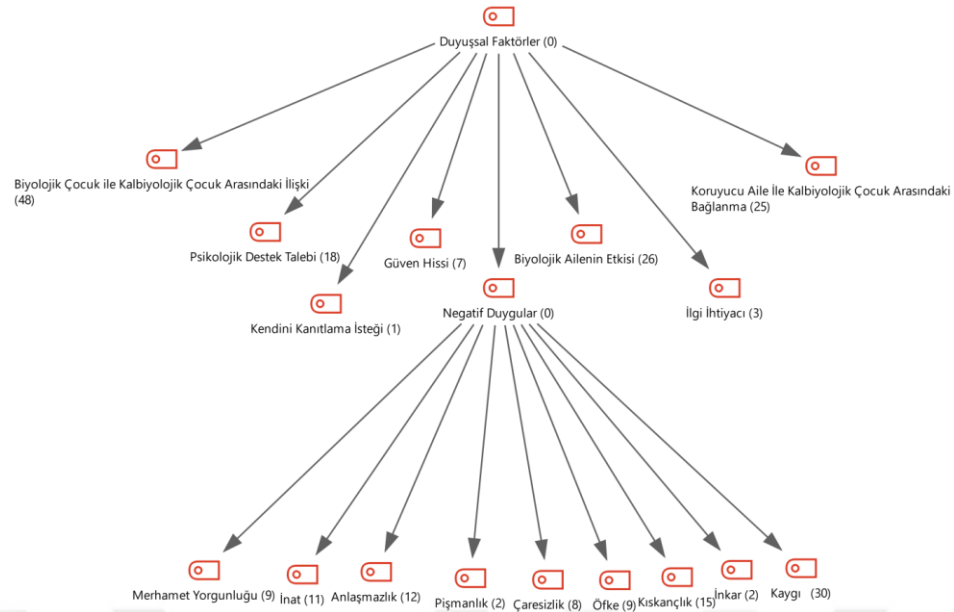 Duyuşsal Faktörler (0)
Biyolojik Çocuk ile Kalbiyolojik Çocuk Arasındaki İlişki
(48)
Koruyucu Aile İle Kalbiyolojik Çocuk Arasındaki
Bağlanma (25)
Psikolojik Destek Talebi (18)
Güven Hissi (7)
Biyolojik Ailenin Etkisi (26)
Kendini Kanıtlama İsteği (1)
Negatif Duygular (0)
İlgi İhtiyacı (3)
Merhamet Yorgunluğu (9)
İnat (11)
Anlaşmazlık (12)
Pişmanlık (2)
Çaresizlik (8)
Öfke (9)
Kıskançlık (15)
İnkar (2)
Kaygı (30)